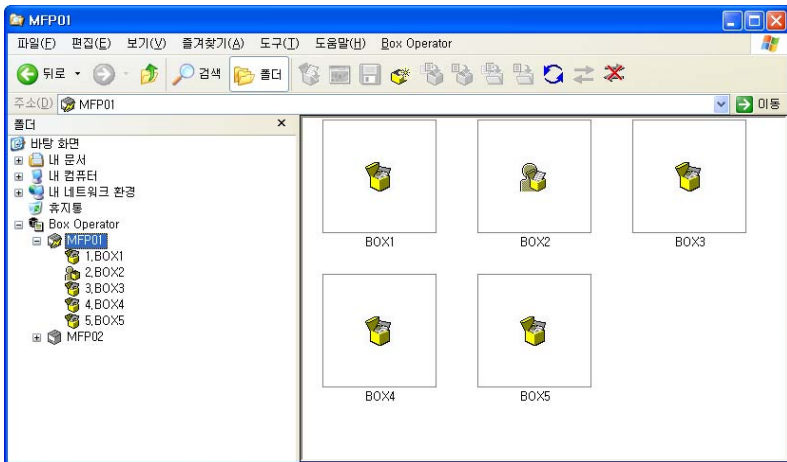 MFP01
파일(F) 편집(E) 보기(V) 즐겨찾기(A) 도구(T) 도움말(H) Box Operator
뒤로 검색 폴더
주소(D) MFP01 이동
폴더 ×
바탕 화면
내 문서
내 컴퓨터
내 네트워크 환경
휴지통
Box Operator
MFP01
1,BOX1
2,BOX2
3,BOX3
4,BOX4
5,BOX5
MFP02
BOX1 BOX2 BOX3
BOX4 BOX5